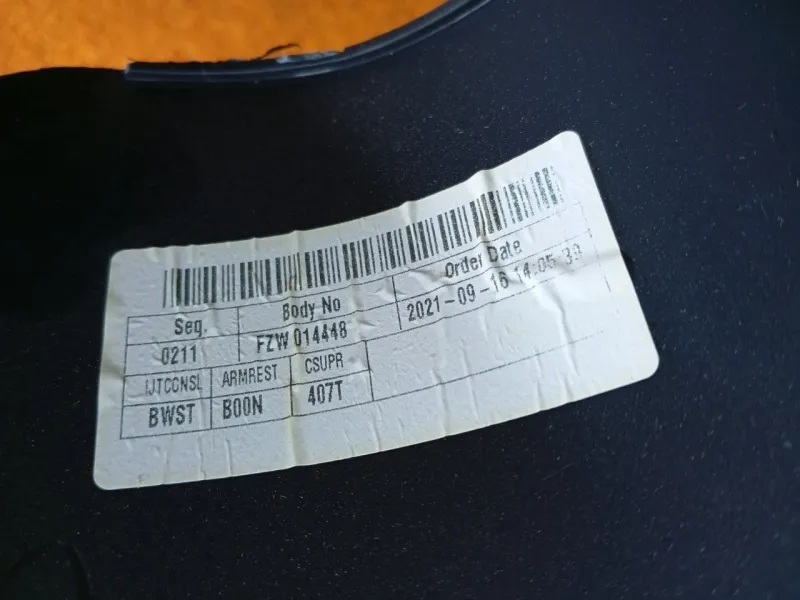 Seq. Body No Order Date
0211 FZW 014448 2021-09-16 14:05:39
IJTCCNSL ARMREST CSUPR
BWST B00N 407T